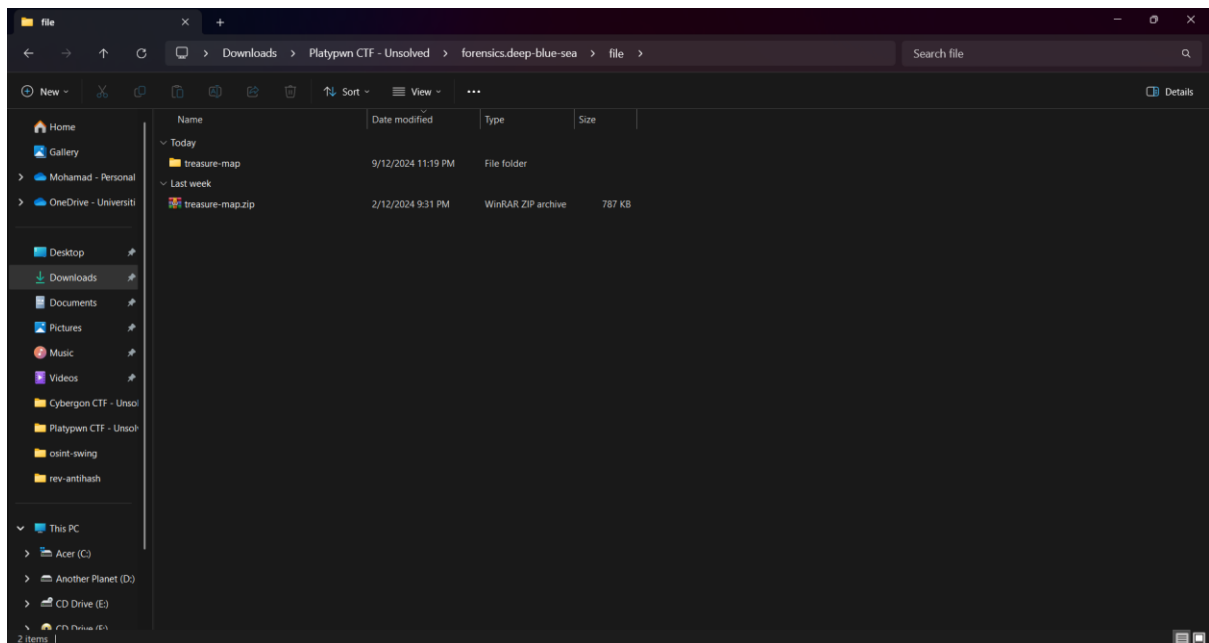 file
Downloads > Platypwn CTF - Unsolved > forensics.deep-blue-sea > file >
Search file
New
Sort
View
...
Details
Name Date modified Type Size
Home
Today
Gallery
treasure-map 9/12/2024 11:19 PM File folder
Mohamad - Personal
Last week
OneDrive - Universiti
treasure-map.zip 2/12/2024 9:31 PM WinRAR ZIP archive 787 KB
Desktop
Downloads
Documents
Pictures
Music
Videos
Cybergon CTF - Unsol
Platypwn CTF - Unsol
osint-swing
rev-antihash
This PC
Acer (C:)
Another Planet (D:)
CD Drive (E:)
CD Drive (F:)
2 items